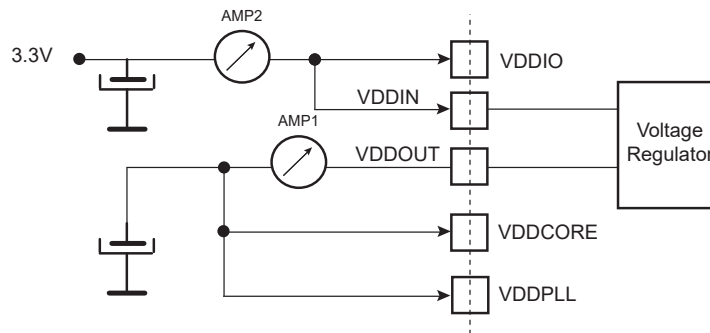 AMP2
3.3V
VDDIO
VDDIN
Voltage
Regulator
AMP1
VDDOUT
VDDCORE
VDDPLL